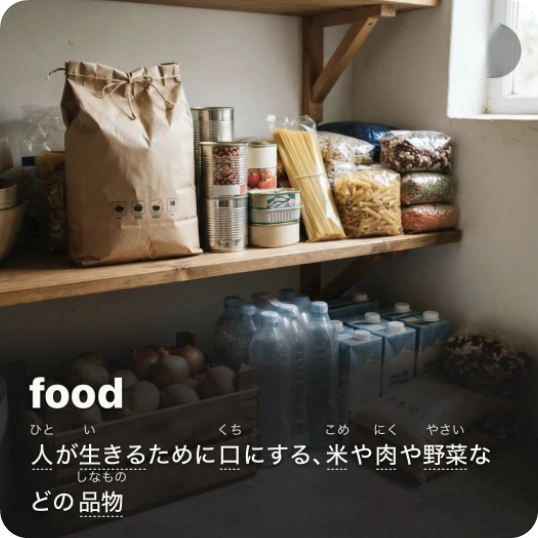 food
人が生きるために口にする、米や肉や野菜な
どの品物
ひと い くち こめ にく やさい
しなもの